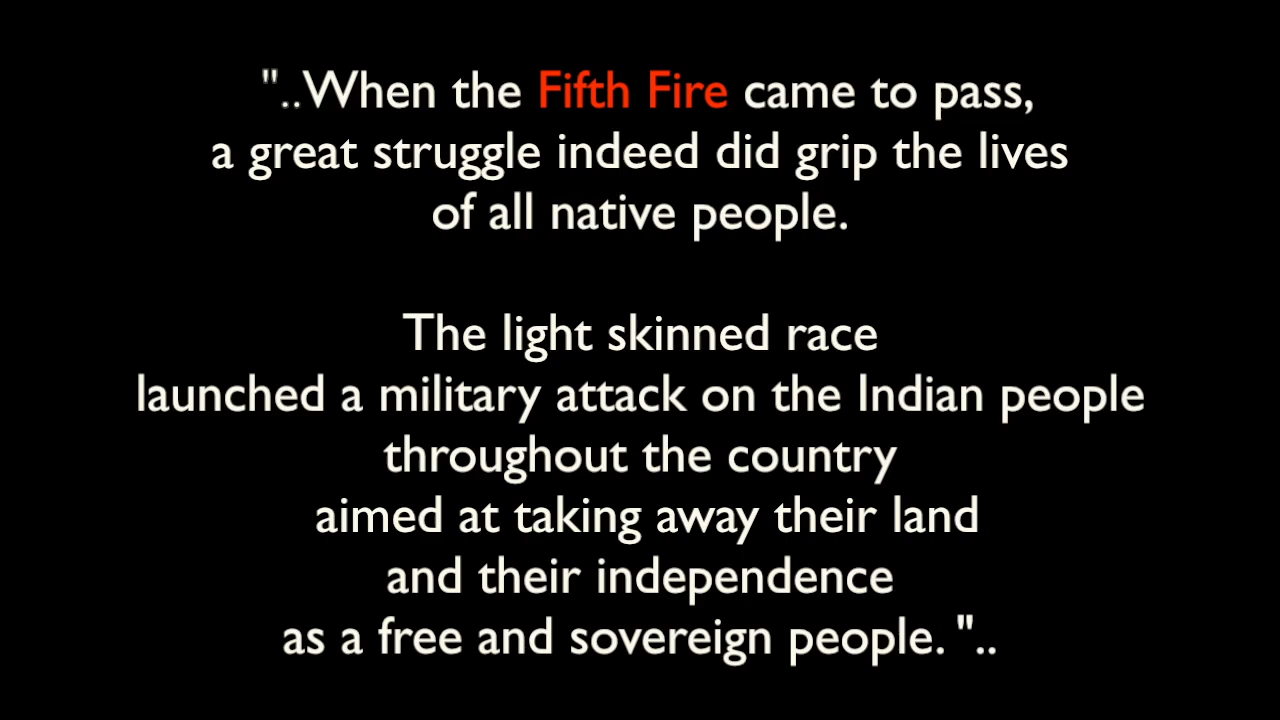 "..When the Fifth Fire came to pass,
a great struggle indeed did grip the lives
of all native people.
The light skinned race
launched a military attack on the Indian people
throughout the country
aimed at taking away their land
and their independence
as a free and sovereign people. "..